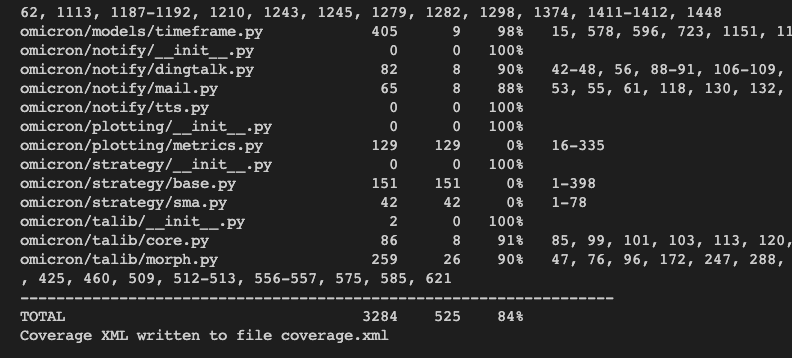 62, 1113, 1187-1192, 1210, 1243, 1245, 1279, 1282, 1298, 1374, 1411-1412, 1448
omicron/models/timeframe.py 405 9 98% 15, 578, 596, 723, 1151, 11
omicron/notify/__init__.py 0 0 100%
omicron/notify/dingtalk.py 82 8 90% 42-48, 56, 88-91, 106-109,
omicron/notify/mail.py 65 8 88% 53, 55, 61, 118, 130, 132,
omicron/notify/tts.py 0 0 100%
omicron/plotting/__init__.py 0 0 100%
omicron/plotting/metrics.py 129 129 0% 16-335
omicron/strategy/__init__.py 0 0 100%
omicron/strategy/base.py 151 151 0% 1-398
omicron/strategy/sma.py 42 42 0% 1-78
omicron/talib/__init__.py 2 0 100%
omicron/talib/core.py 86 8 91% 85, 99, 101, 103, 113, 120,
omicron/talib/morph.py 259 26 90% 47, 76, 96, 172, 247, 288,
, 425, 460, 509, 512-513, 556-557, 575, 585, 621
------------------------------------------------------------------
TOTAL 3284 525 84%
Coverage XML written to file coverage.xml